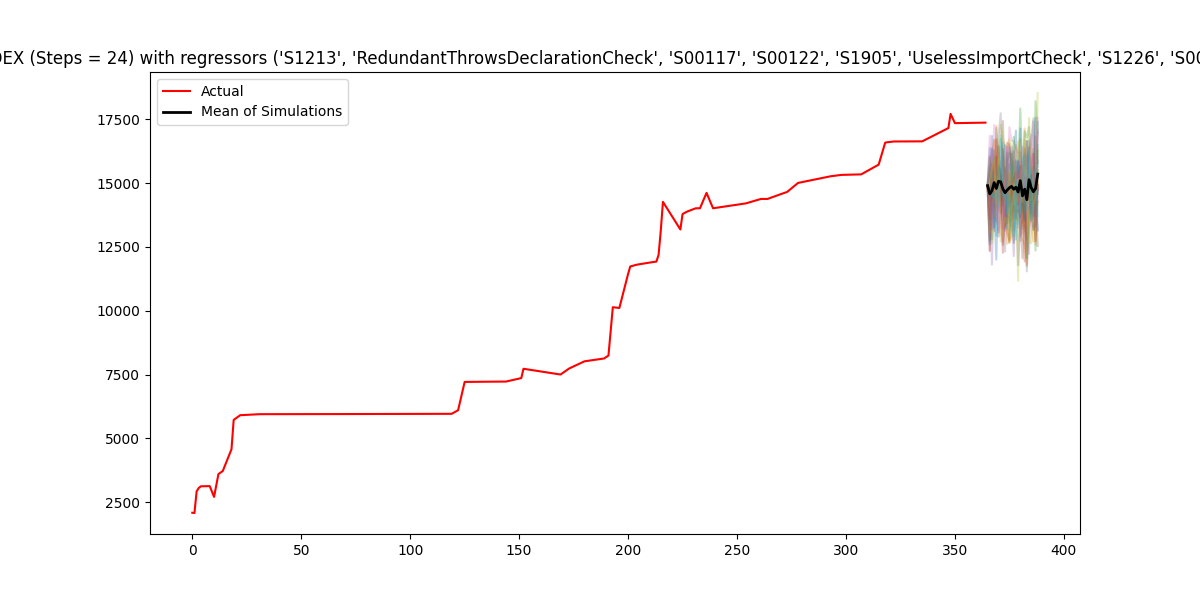 DEX (Steps = 24) with regressors ('S1213', 'RedundantThrowsDeclarationCheck', 'S00117', 'S00122', 'S1905', 'UselessImportCheck', 'S1226', 'S00
Actual
Mean of Simulations
17500
15000
12500
10000
7500
5000
2500
0 50 100 150 200 250 300 350 400